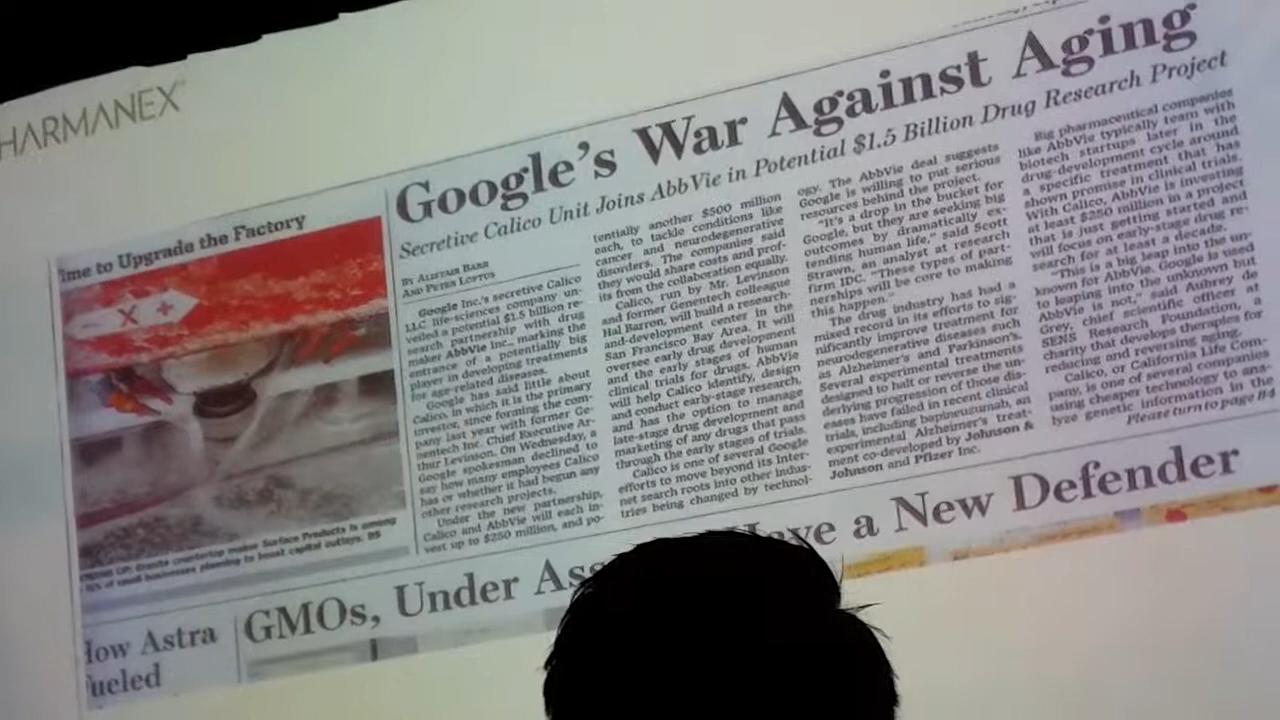 HARMANEX
Google's War Against Aging
Secretive Calico Unit Joins AbbVie in Potential $1.5 Billion Drug Research Project
ime to Upgrade the Factory
- X +
is among
% of small businesses planning to boost capital outlays. B5
BY ALISTAIR BARR
AND PETER LOFTUS
Google Inc.'s secretive Calico
LLC life-sciences company un-
veiled a potential $1.5 billion re-
search partnership with drug
maker AbbVie Inc., marking the
entrance of a potentially big
player in developing treatments
for age-related diseases.
Google has said little about
Calico, in which it is the primary
investor, since forming the com-
pany last year with former Ge-
nentech Inc. Chief Executive Ar-
thur Levinson. On Wednesday, a
Google spokesman declined to
say how many employees Calico
has or whether it had begun any
other research projects.
Under the new partnership,
Calico and AbbVie will each in-
vest up to $250 million, and po-
tentially another $500 million
each, to tackle conditions like
cancer and neurodegenerative
disorders. The companies said
they would share costs and prof-
its from the collaboration equally.
Calico, run by Mr. Levinson
and former Genentech colleague
Hal Barron, will build a research-
and-development center in the
San Francisco Bay Area. It will
oversee early drug development
and the early stages of human
clinical trials for drugs. AbbVie
will help Calico identify, design
and conduct early-stage research,
and has the option to manage
late-stage drug development and
marketing of any drugs that pass
through the early stages of trials.
Calico is one of several Google
efforts to move beyond its Inter-
net search roots into other indus-
tries being changed by technol-
ogy. The AbbVie deal suggests
Google is willing to put serious
resources behind the project.
"It's a drop in the bucket for
Google, but they are seeking big
outcomes by dramatically ex-
tending human life," said Scott
Strawn, an analyst at research
firm IDC. "These types of part-
nerships will be core to making
this happen."
The drug industry has had a
mixed record in its efforts to sig-
nificantly improve treatment for
neurodegenerative diseases such
as Alzheimer's and Parkinson's.
Several experimental treatments
designed to halt or reverse the un-
derlying progression of those dis-
eases have failed in recent clinical
trials, including bapineuzumab, an
experimental Alzheimer's treat-
ment co-developed by Johnson &
Johnson and Pfizer Inc.
Big pharmaceutical companies
like AbbVie typically team with
biotech startups later in the
drug-development cycle around
a specific treatment that has
shown promise in clinical trials.
With Calico, AbbVie is investing
at least $250 million in a project
that is just getting started and
will focus on early-stage drug re-
search for at least a decade.
"This is a big leap into the un-
known for AbbVie. Google is used
to leaping into the unknown but
AbbVie is not," said Aubrey de
Grey, chief scientific officer at
SENS Research Foundation, a
charity that develops therapies for
reducing and reversing aging.
Calico, or California Life Com-
pany, is one of several companies
using cheaper technology to ana-
lyze genetic information in the
Please turn to page B4
How Astra
ueled
GMOs, Under Ass Have a New Defender